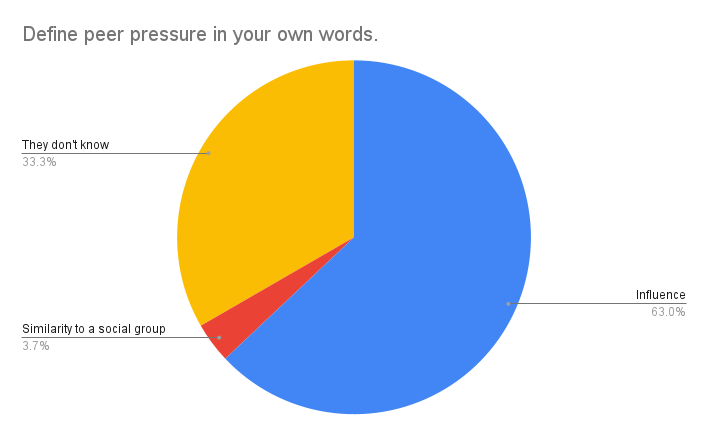 Define peer pressure in your own words.
They don't know
33.3%
Influence
63.0%
Similarity to a social group
3.7%